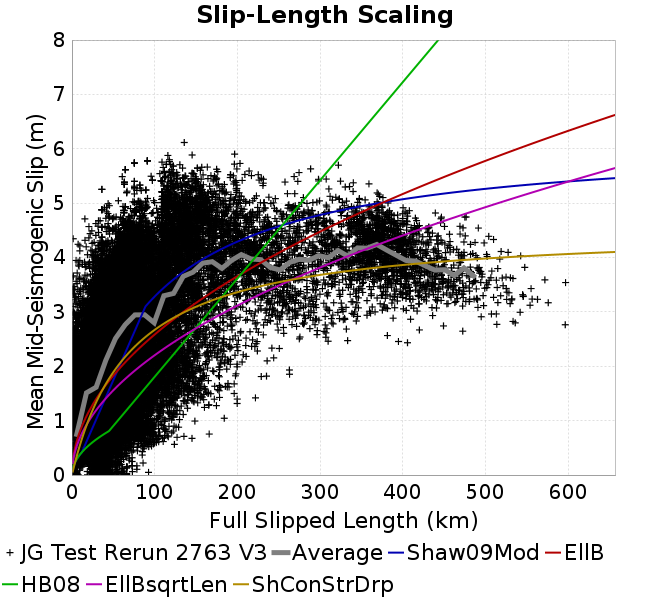 Slip-Length Scaling
Mean Mid-Seismogenic Slip (m)
8
7
6
5
4
3
2
1
0
0 100 200 300 400 500 600
Full Slipped Length (km)
JG Test Rerun 2763 V3 Average Shaw09Mod EllB
HB08 EllBsqrtLen ShConStrDrp